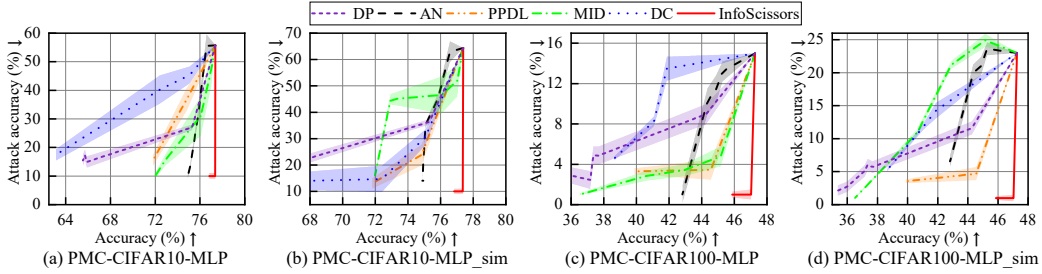 DP AN PPDL MID DC InfoScissors
Attack accuracy (%) ↓
60
50
40
30
20
10
0
64 68 72 76 80
Accuracy (%) ↑
(a) PMC-CIFAR10-MLP
Attack accuracy (%) ↓
70
60
50
40
30
20
10
68 70 72 74 76 78 80
Accuracy (%) ↑
(b) PMC-CIFAR10-MLP_sim
Attack accuracy (%) ↓
16
12
8
4
0
36 38 40 42 44 46 48
Accuracy (%) ↑
(c) PMC-CIFAR100-MLP
Attack accuracy (%) ↓
25
20
15
10
5
0
36 40 44 48
Accuracy (%) ↑
(d) PMC-CIFAR100-MLP_sim